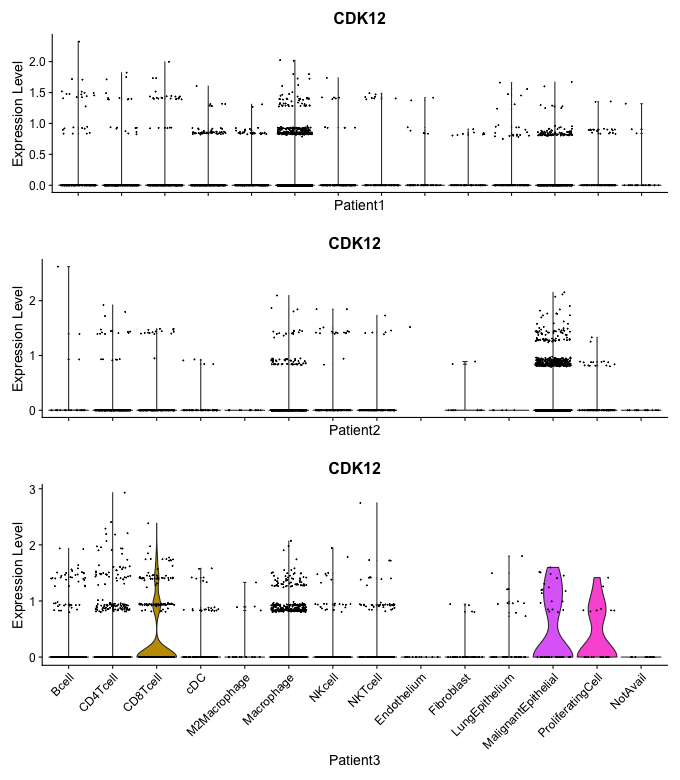 CDK12
Expression Level
2.0
1.5
1.0
0.5
0.0
Patient1
CDK12
Expression Level
2
1
0
Patient2
CDK12
Expression Level
3
2
1
0
Bcell
CD4Tcell
CD8Tcell
cDC
M2Macrophage
Macrophage
NKcell
NKTcell
Endothelium
Fibroblast
LungEpithelium
MalignantEpithelial
ProliferatingCell
NotAvail
Patient3